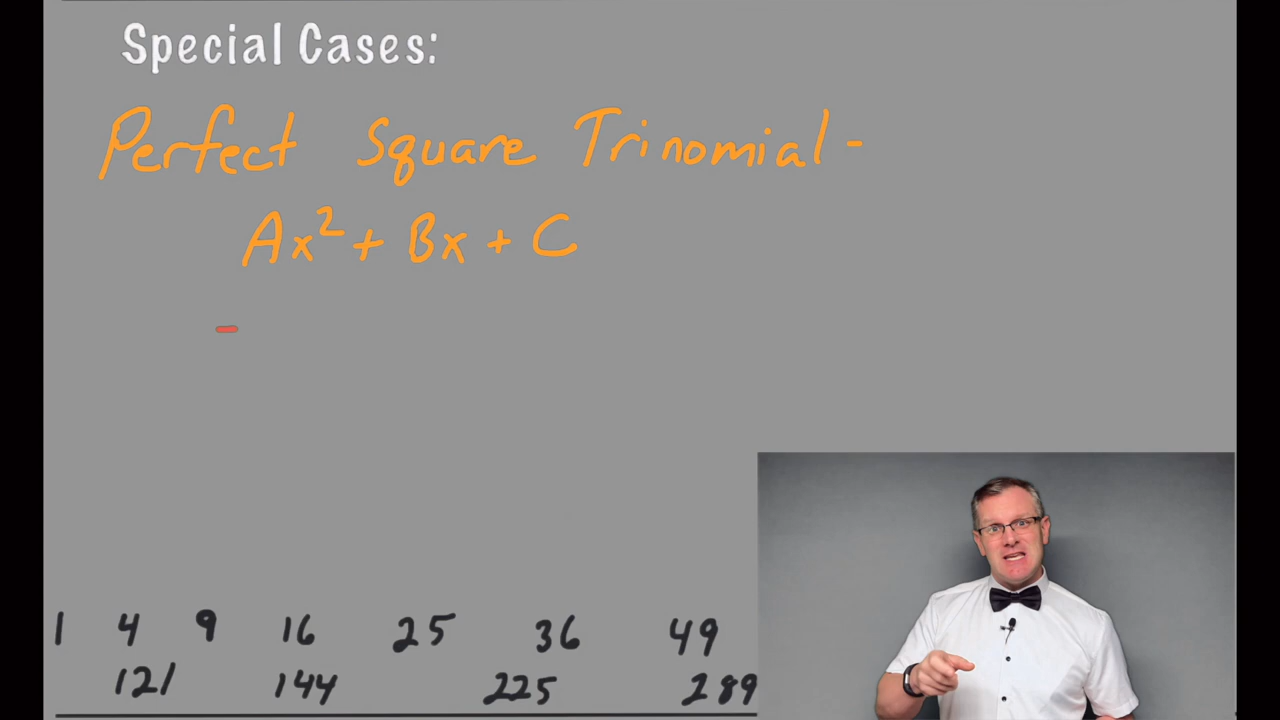 Special Cases:
Perfect Square Trinomial -
Ax² + Bx + C
-
1 4 9 16 25 36 49
121 144 225 289